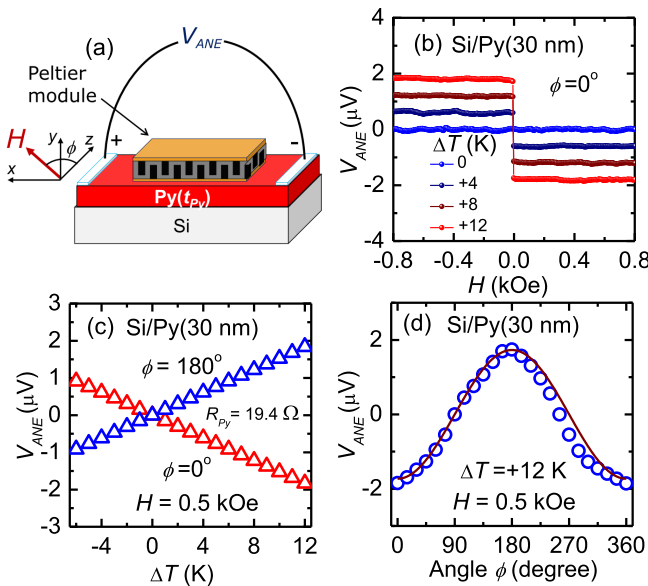 (a)
V_ANE
Peltier
module
H
y
ϕ
z
x
+
-
Py(t_Py)
Si
(b)
Si/Py(30 nm)
ϕ=0°
ΔT (K)
0
+4
+8
+12
4
2
0
-2
-4
V_ANE (μV)
-0.8 -0.4 0.0 0.4 0.8
H (kOe)
(c)
Si/Py(30 nm)
ϕ = 180°
R_Py = 19.4 Ω
ϕ=0°
H = 0.5 kOe
3
2
1
0
-1
-2
-3
V_ANE (μV)
-4 0 4 8 12
ΔT (K)
(d)
Si/Py(30 nm)
ΔT=+12 K
H = 0.5 kOe
2
0
-2
V_ANE (μV)
0 90 180 270 360
Angle ϕ (degree)